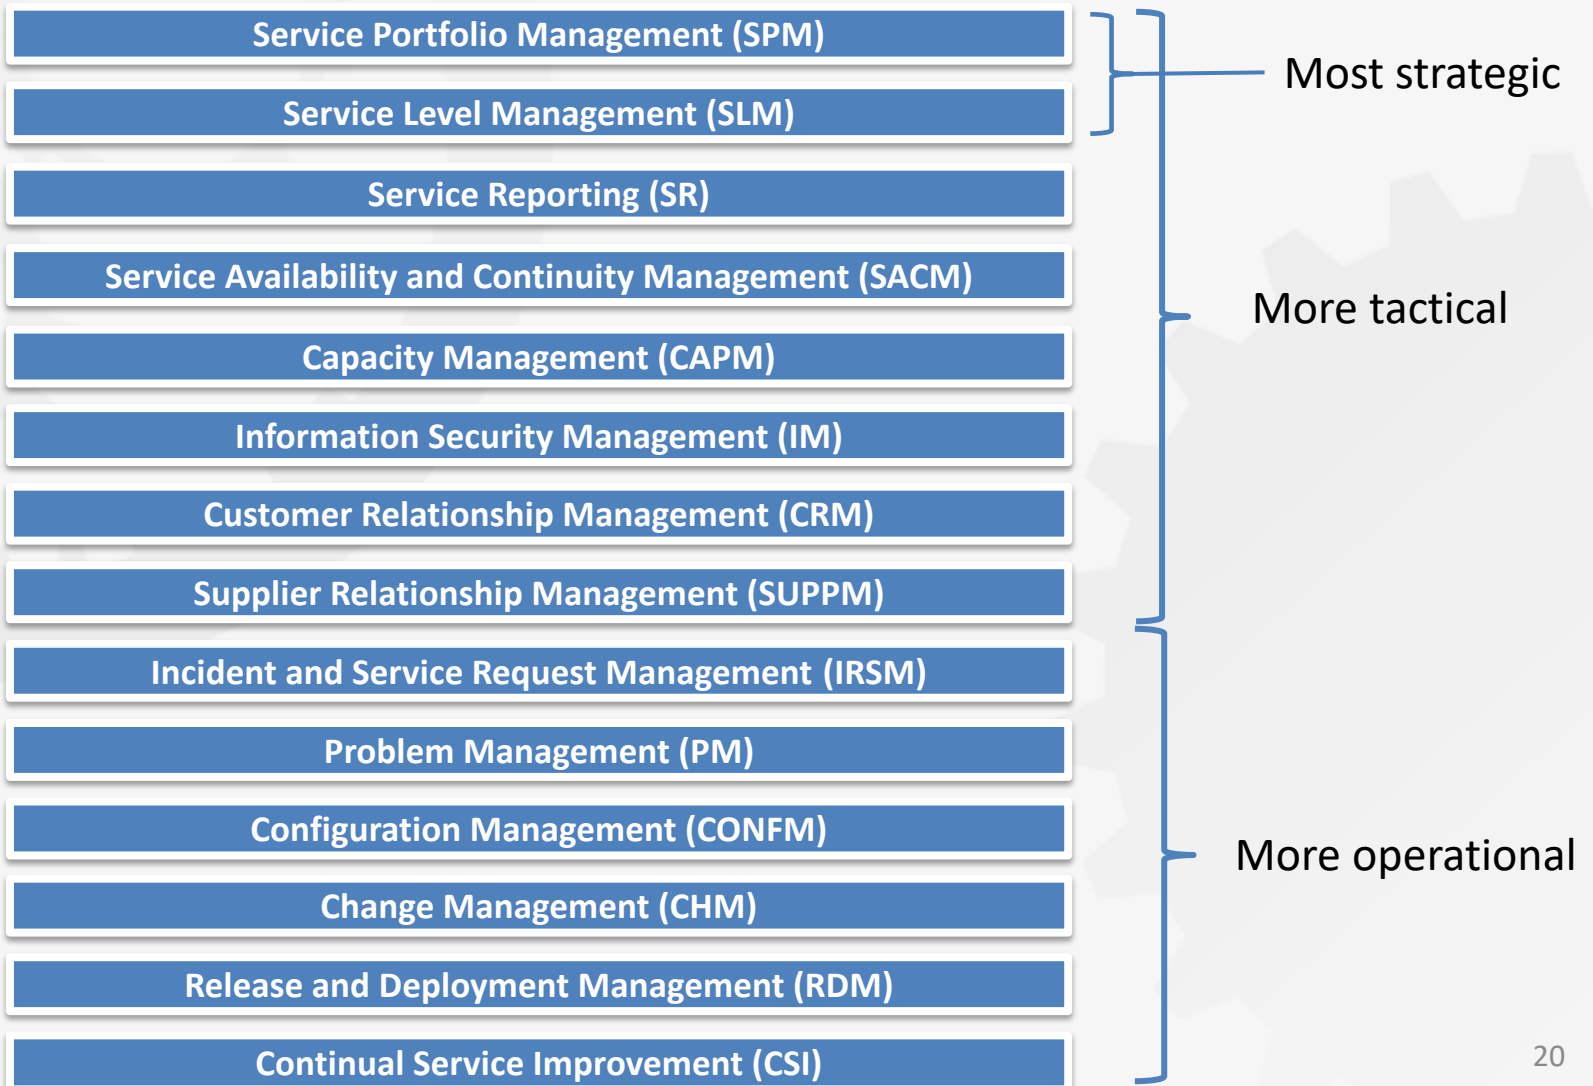 Service Portfolio Management (SPM)
Service Level Management (SLM)
Most strategic
Service Reporting (SR)
Service Availability and Continuity Management (SACM)
More tactical
Capacity Management (CAPM)
Information Security Management (IM)
Customer Relationship Management (CRM)
Supplier Relationship Management (SUPPM)
Incident and Service Request Management (IRSM)
Problem Management (PM)
Configuration Management (CONFM)
More operational
Change Management (CHM)
Release and Deployment Management (RDM)
Continual Service Improvement (CSI)
20